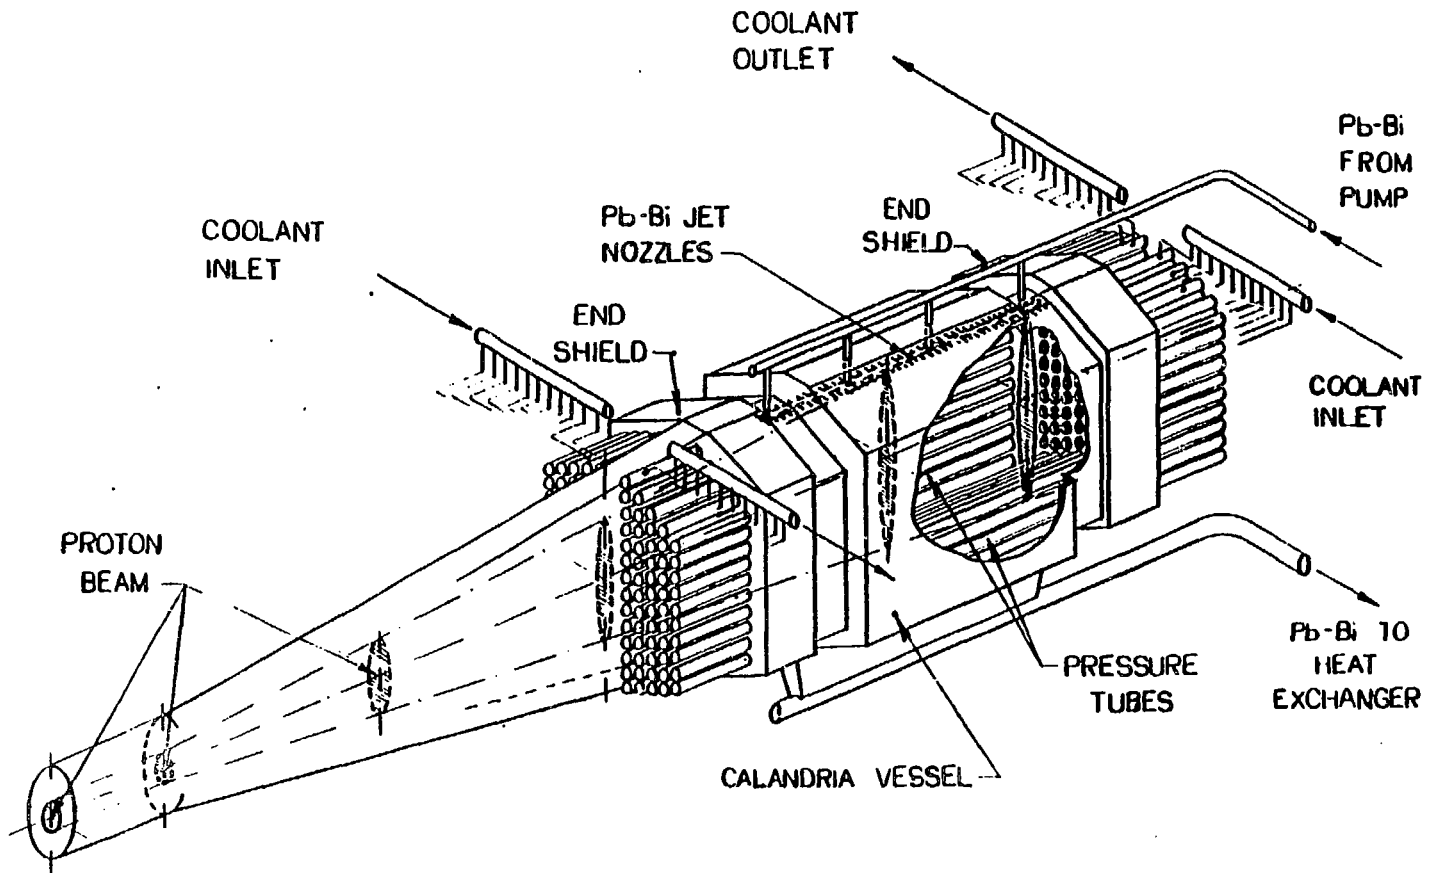 COOLANT
OUTLET
Pb-Bi
FROM
PUMP
COOLANT
INLET
Pb-Bi JET
NOZZLES
END
SHIELD
END
SHIELD
COOLANT
INLET
PROTON
BEAM
PRESSURE
TUBES
Pb-Bi TO
HEAT
EXCHANGER
CALANDRIA VESSEL